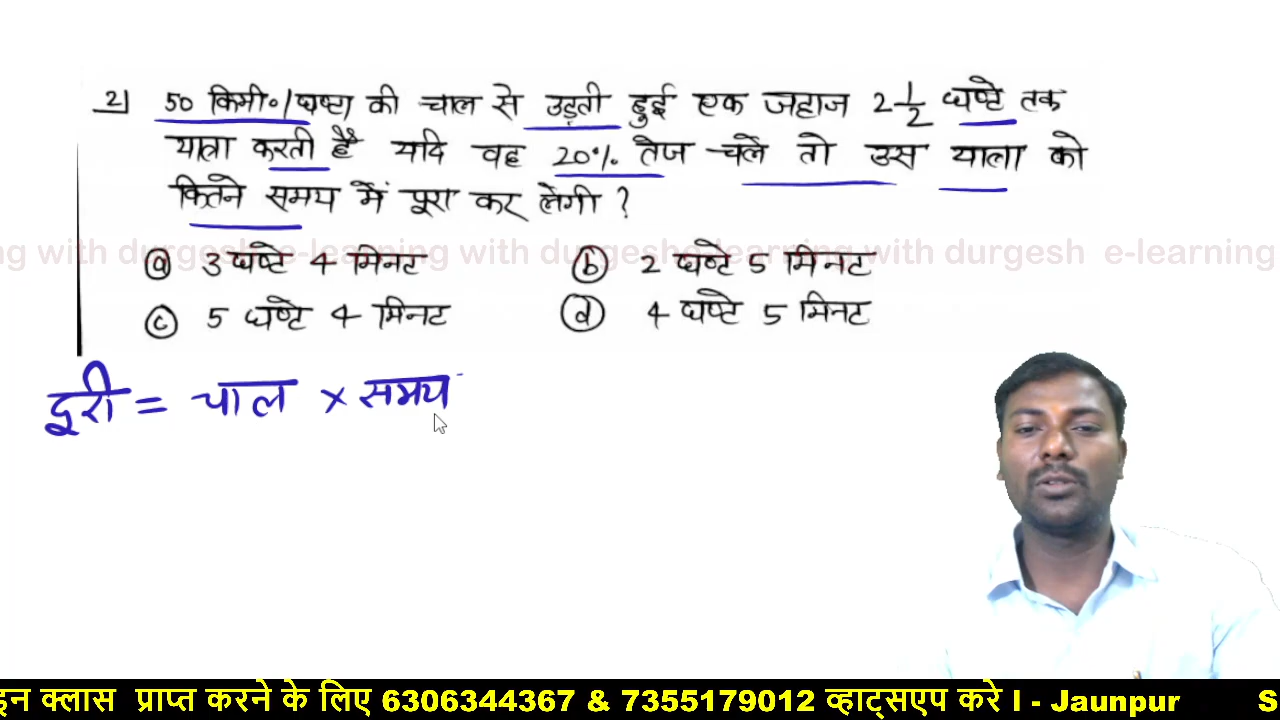 2) 50 किमी०/घण्टा की चाल से उड़ती हुई एक जहाज 2 1/2 घण्टे तक
यात्रा करती है यदि वह 20% तेज चले तो उस यात्रा को
कितने समय में पूरा कर लेगी ?
ng with durgesh e-learning with durgesh e-learning with durgesh e-learning
(a) 3 घण्टे 4 मिनट (b) 2 घण्टे 5 मिनट
(c) 5 घण्टे 4 मिनट (d) 4 घण्टे 5 मिनट
दूरी = चाल × समय
इन क्लास प्राप्त करने के लिए 6306344367 & 7355179012 व्हाट्सएप करे I - Jaunpur S